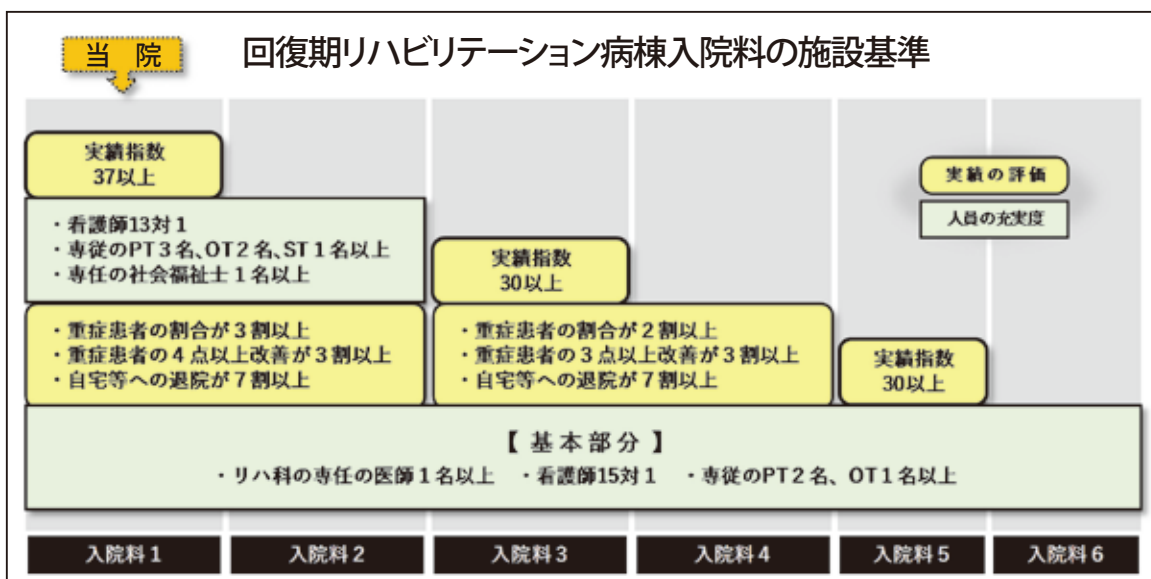 当 院
回復期リハビリテーション病棟入院料の施設基準
実績指数
37以上
・看護師13対1
・専従のPT3名、OT2名、ST1名以上
・専任の社会福祉士1名以上
・重症患者の割合が3割以上
・重症患者の4点以上改善が3割以上
・自宅等への退院が7割以上
実績指数
30以上
・重症患者の割合が2割以上
・重症患者の3点以上改善が3割以上
・自宅等への退院が7割以上
実績の評価
人員の充実度
実績指数
30以上
【 基 本 部 分 】
・リハ科の専任の医師1名以上 ・看護師15対1 ・専従のPT2名、OT1名以上
入院料1
入院料2
入院料3
入院料4
入院料5
入院料6